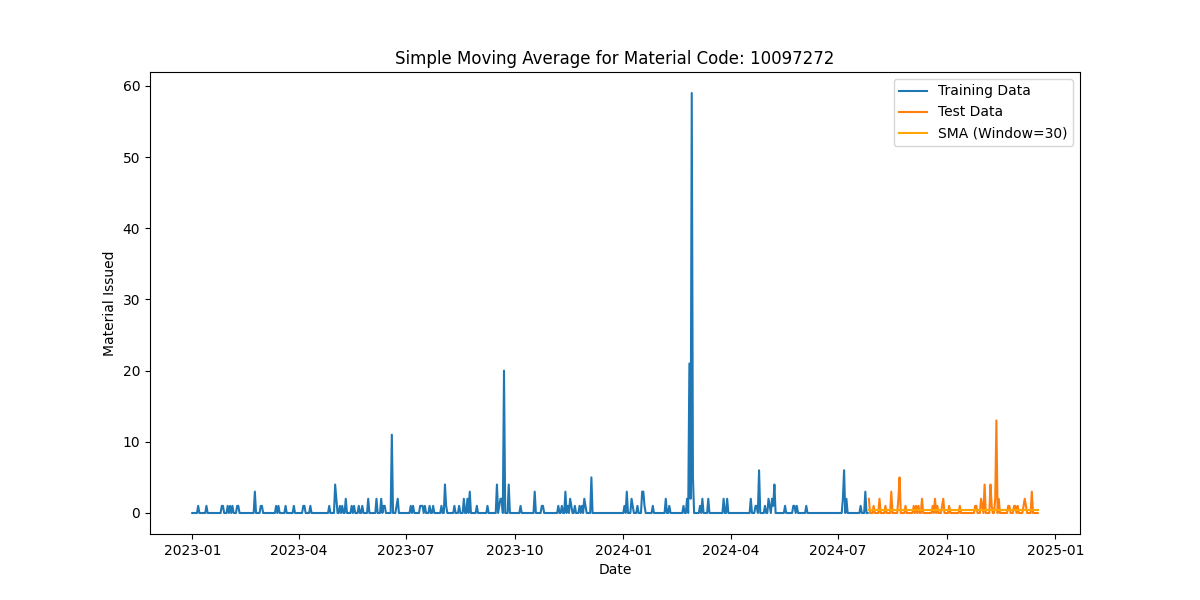 Simple Moving Average for Material Code: 10097272
Training Data
Test Data
SMA (Window=30)
Material Issued
60
50
40
30
20
10
0
2023-01 2023-04 2023-07 2023-10 2024-01 2024-04 2024-07 2024-10 2025-01
Date